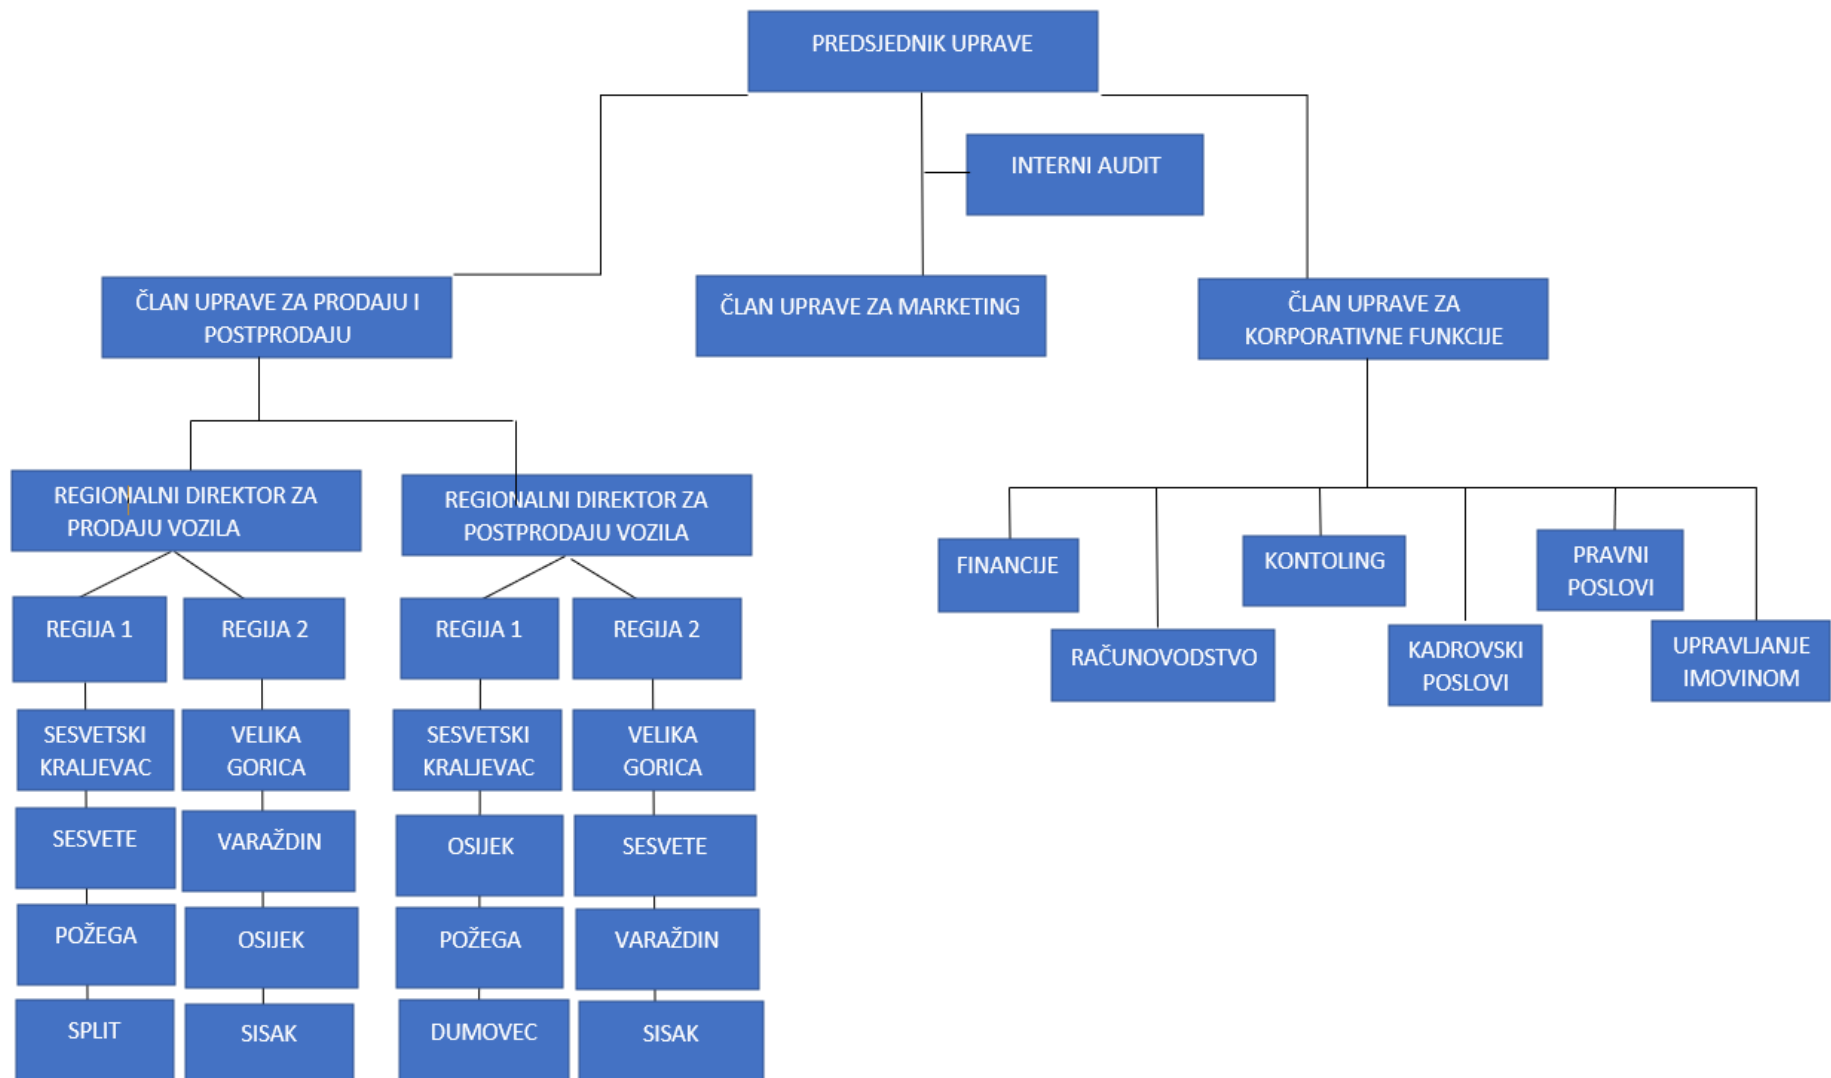 PREDSJEDNIK UPRAVE
INTERNI AUDIT
ČLAN UPRAVE ZA PRODAJU I
POSTPRODAJU
ČLAN UPRAVE ZA MARKETING
ČLAN UPRAVE ZA
KORPORATIVNE FUNKCIJE
REGIONALNI DIREKTOR ZA
PRODAJU VOZILA
REGIONALNI DIREKTOR ZA
POSTPRODAJU VOZILA
REGIJA 1
REGIJA 2
REGIJA 1
REGIJA 2
SESVETSKI
KRALJEVAC
VELIKA
GORICA
SESVETSKI
KRALJEVAC
VELIKA
GORICA
SESVETE
VARAŽDIN
OSIJEK
SESVETE
POŽEGA
OSIJEK
POŽEGA
VARAŽDIN
SPLIT
SISAK
DUMOVEC
SISAK
FINANCIJE
RAČUNOVODSTVO
KONTOLING
KADROVSKI
POSLOVI
PRAVNI
POSLOVI
UPRAVLJANJE
IMOVINOM